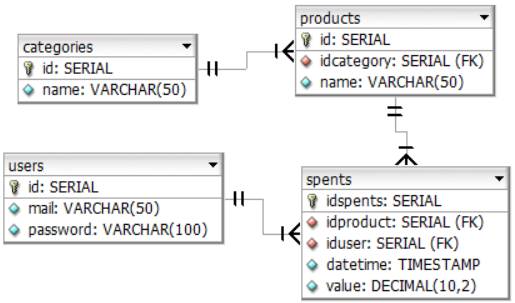 categories
id: SERIAL
name: VARCHAR(50)
products
id: SERIAL
idcategory: SERIAL (FK)
name: VARCHAR(50)
users
id: SERIAL
mail: VARCHAR(50)
password: VARCHAR(100)
spents
idspents: SERIAL
idproduct: SERIAL (FK)
iduser: SERIAL (FK)
datetime: TIMESTAMP
value: DECIMAL(10,2)